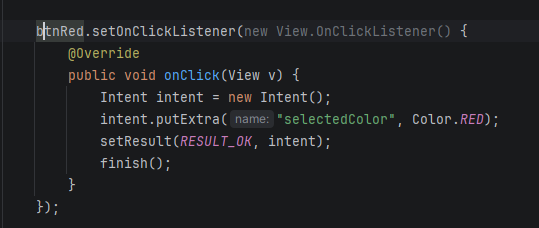 btnRed.setOnClickListener(new View.OnClickListener() {
@Override
public void onClick(View v) {
Intent intent = new Intent();
intent.putExtra( name: "selectedColor", Color.RED);
setResult(RESULT_OK, intent);
finish();
}
});